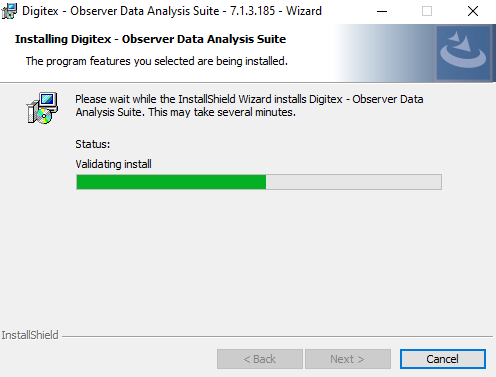 Digitex - Observer Data Analysis Suite - 7.1.3.185 - Wizard
Installing Digitex - Observer Data Analysis Suite
The program features you selected are being installed.
Please wait while the InstallShield Wizard installs Digitex - Observer Data
Analysis Suite. This may take several minutes.
Status:
Validating install
InstallShield
< Back
Next >
Cancel